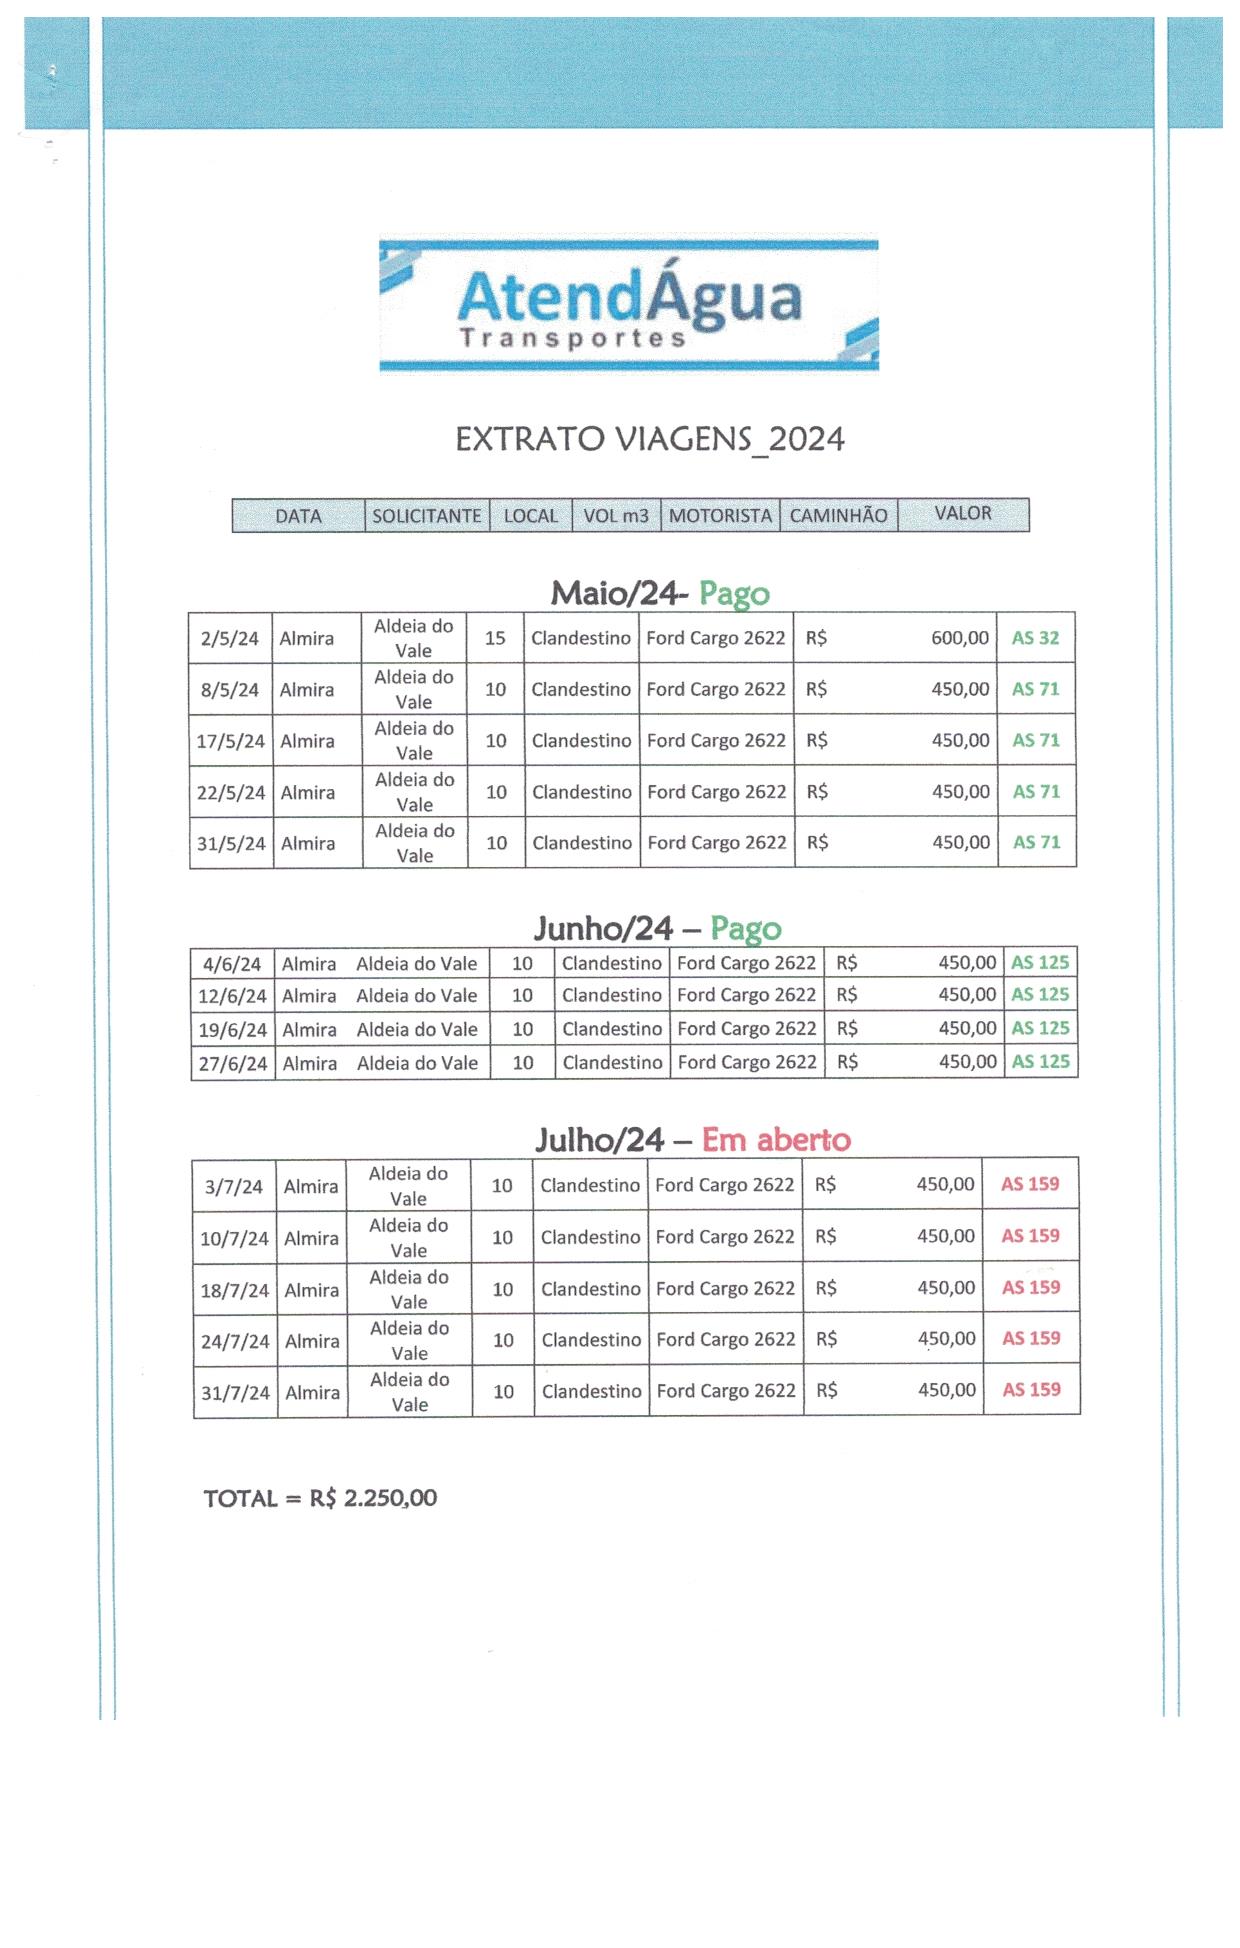 AtendÁgua
Transportes
EXTRATO VIAGENS_2024
DATA SOLICITANTE LOCAL VOL m3 MOTORISTA CAMINHÃO VALOR
Maio/24- Pago
2/5/24 Almira Aldeia do Vale 15 Clandestino Ford Cargo 2622 R$ 600,00 AS 32
8/5/24 Almira Aldeia do Vale 10 Clandestino Ford Cargo 2622 R$ 450,00 AS 71
17/5/24 Almira Aldeia do Vale 10 Clandestino Ford Cargo 2622 R$ 450,00 AS 71
22/5/24 Almira Aldeia do Vale 10 Clandestino Ford Cargo 2622 R$ 450,00 AS 71
31/5/24 Almira Aldeia do Vale 10 Clandestino Ford Cargo 2622 R$ 450,00 AS 71
Junho/24 – Pago
4/6/24 Almira Aldeia do Vale 10 Clandestino Ford Cargo 2622 R$ 450,00 AS 125
12/6/24 Almira Aldeia do Vale 10 Clandestino Ford Cargo 2622 R$ 450,00 AS 125
19/6/24 Almira Aldeia do Vale 10 Clandestino Ford Cargo 2622 R$ 450,00 AS 125
27/6/24 Almira Aldeia do Vale 10 Clandestino Ford Cargo 2622 R$ 450,00 AS 125
Julho/24 – Em aberto
3/7/24 Almira Aldeia do Vale 10 Clandestino Ford Cargo 2622 R$ 450,00 AS 159
10/7/24 Almira Aldeia do Vale 10 Clandestino Ford Cargo 2622 R$ 450,00 AS 159
18/7/24 Almira Aldeia do Vale 10 Clandestino Ford Cargo 2622 R$ 450,00 AS 159
24/7/24 Almira Aldeia do Vale 10 Clandestino Ford Cargo 2622 R$ 450,00 AS 159
31/7/24 Almira Aldeia do Vale 10 Clandestino Ford Cargo 2622 R$ 450,00 AS 159
TOTAL = R$ 2.250,00